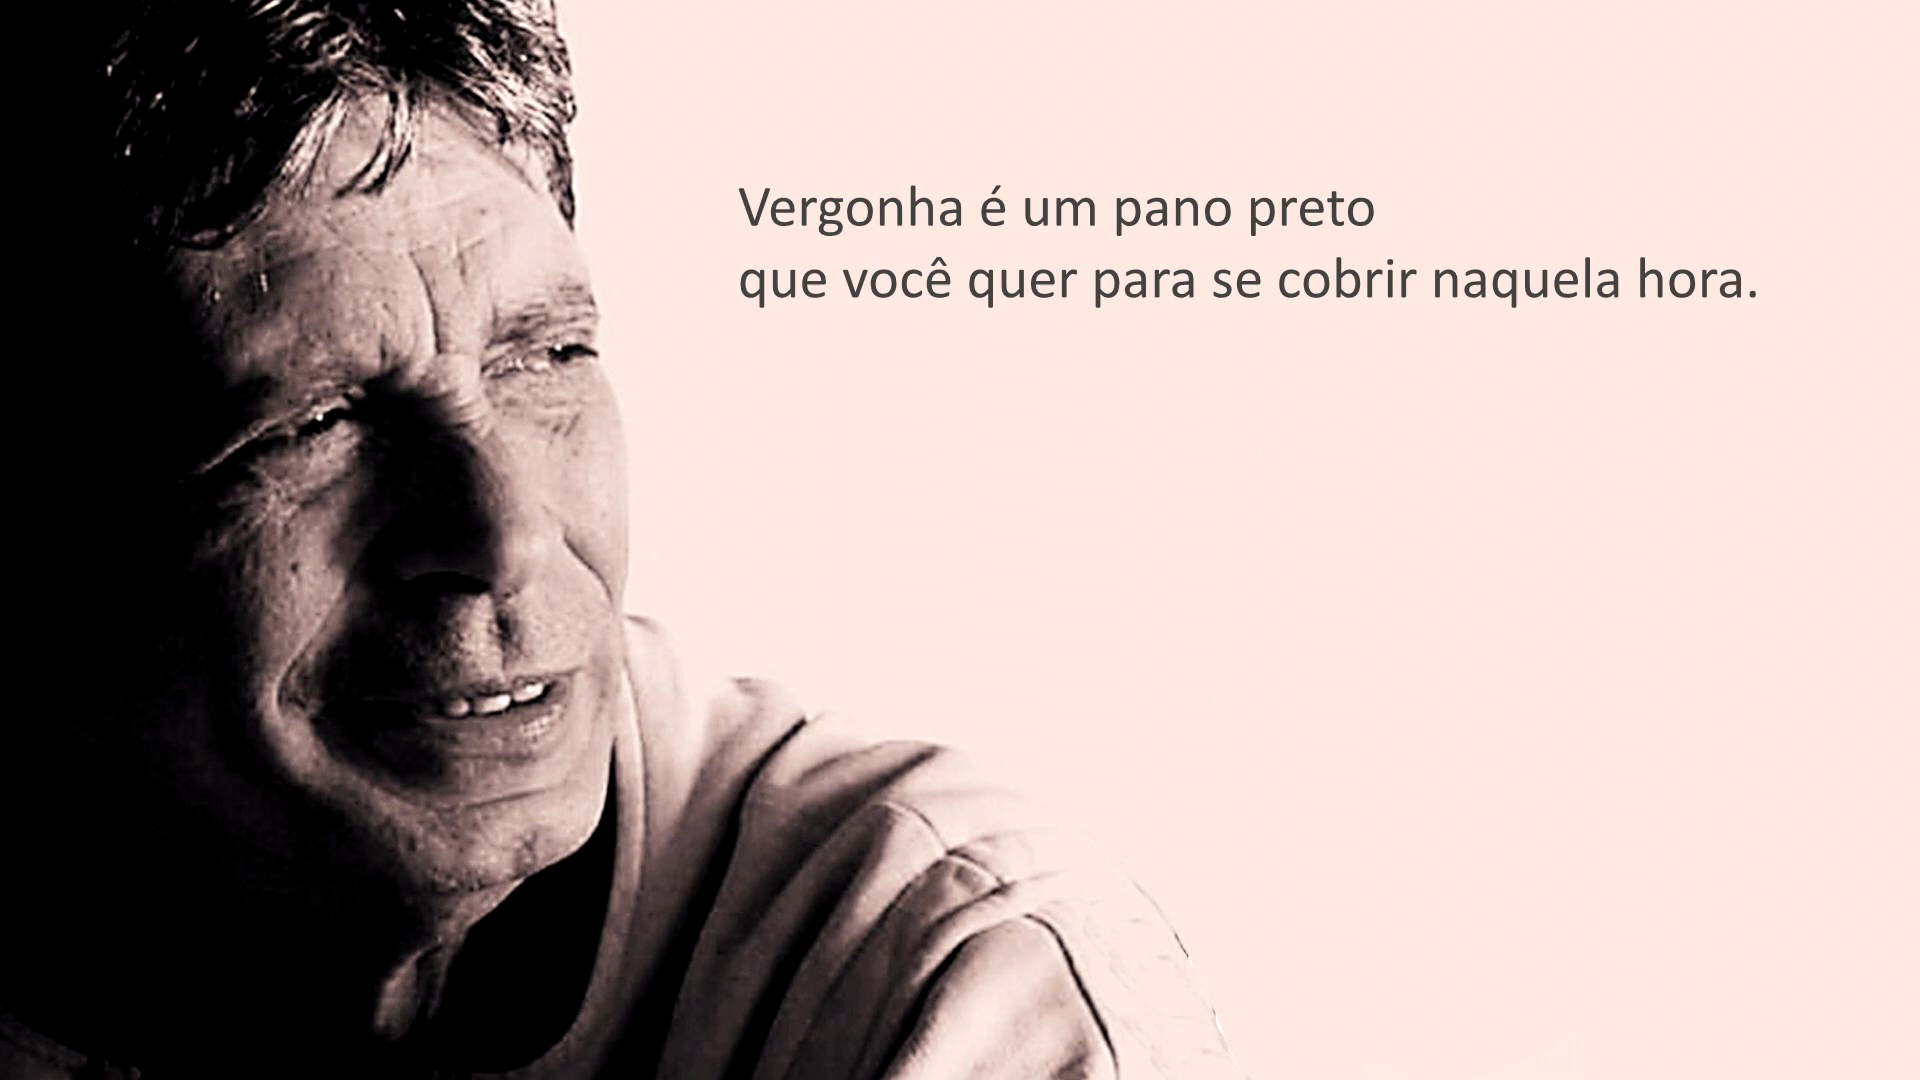 Vergonha é um pano preto
que você quer para se cobrir naquela hora.